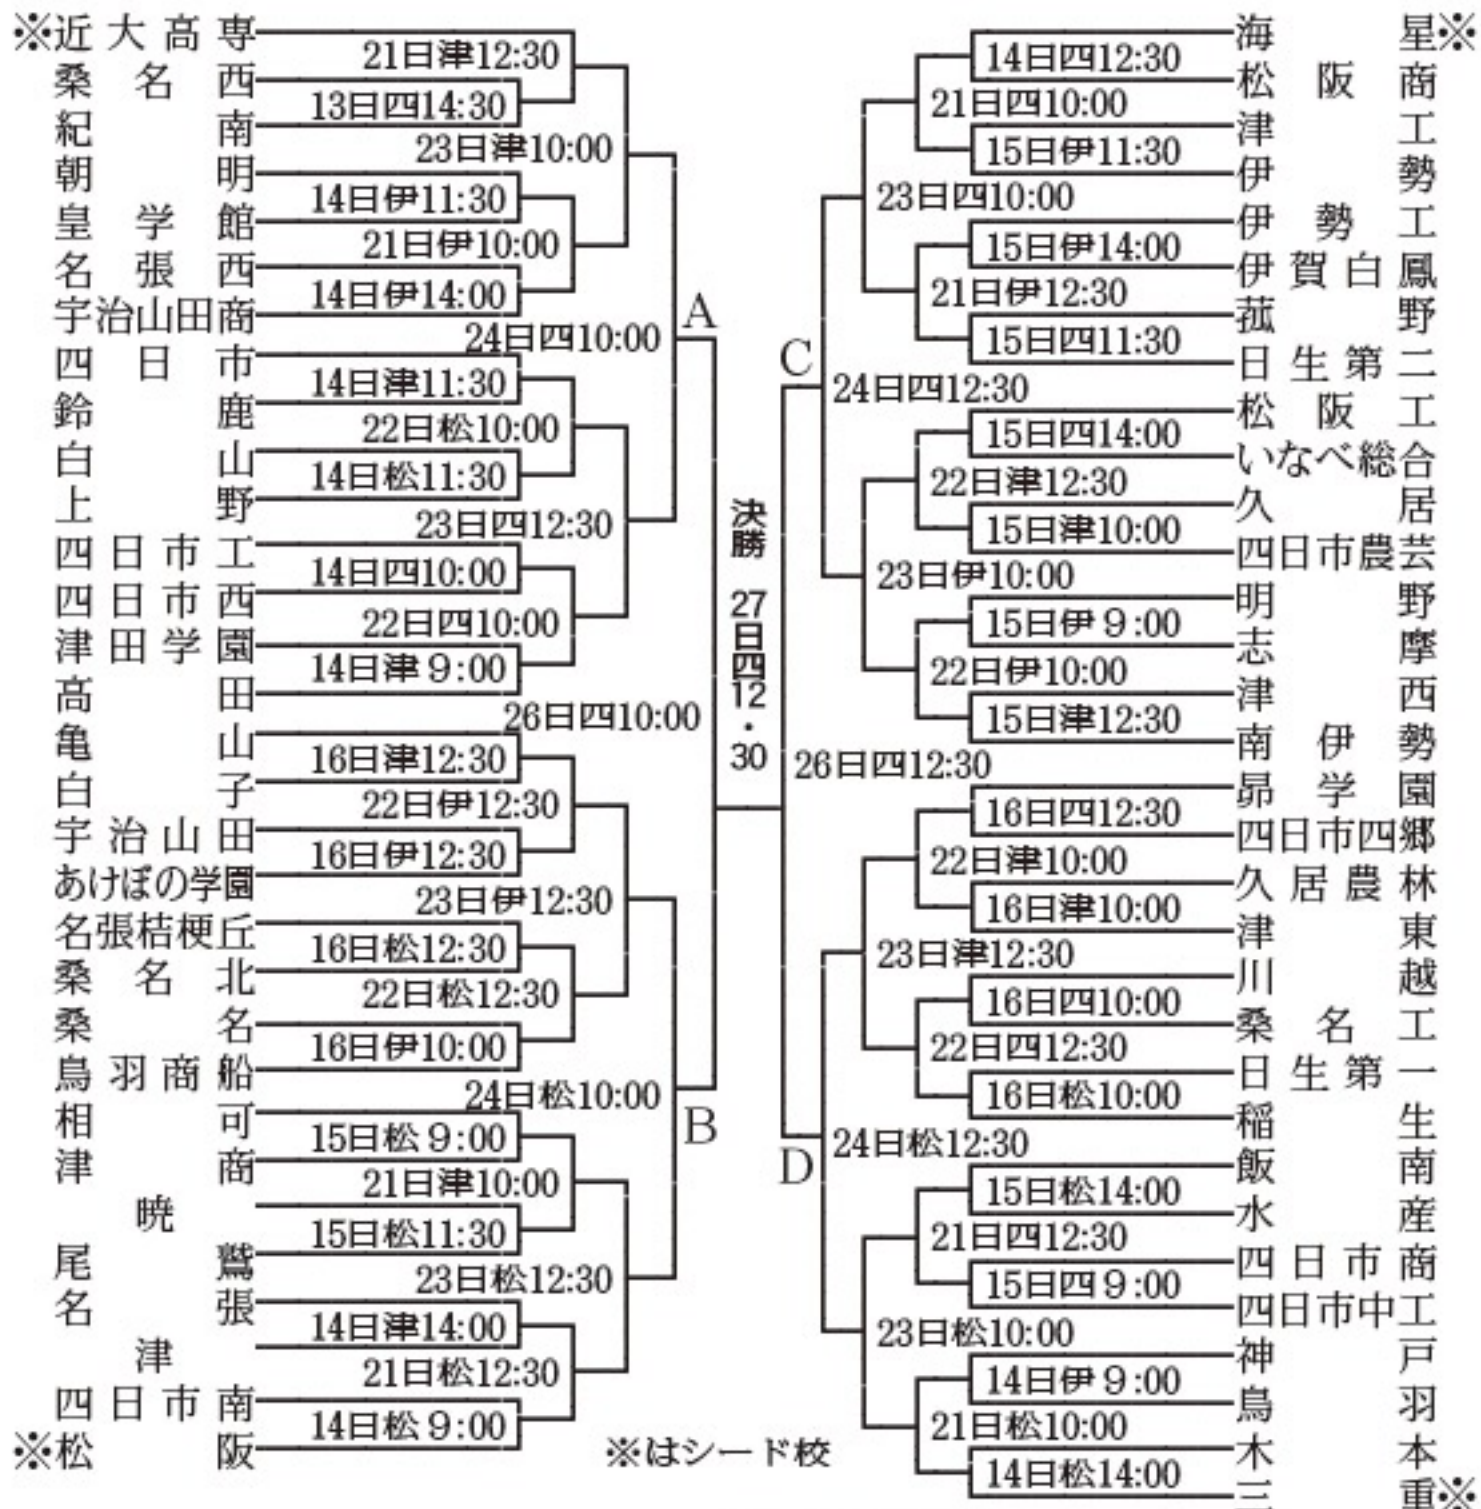 ※近大高専
21日津12:30
桑名西
13日四14:30
紀南
23日津10:00
朝明
14日伊11:30
皇学館
21日伊10:00
名張西
14日伊14:00
宇治山田商
A
24日四10:00
四日市
14日津11:30
鈴鹿
22日松10:00
白山
14日松11:30
上野
23日四12:30
四日市工
14日四10:00
四日市西
22日四10:00
津田学園
14日津9:00
高田
26日四10:00
亀山
16日津12:30
白子
22日伊12:30
宇治山田
16日伊12:30
あけぼの学園
23日伊12:30
名張桔梗丘
16日松12:30
桑名北
22日松12:30
桑名
16日伊10:00
鳥羽商船
24日松10:00
B
相可
15日松9:00
津商
21日津10:00
暁
15日松11:30
尾鷲
23日松12:30
名張
14日津14:00
津
21日松12:30
四日市南
14日松9:00
※松阪
決勝 27日四12・30
海星※
14日四12:30
松阪商
21日四10:00
津工
15日伊11:30
伊勢
23日四10:00
伊勢工
15日伊14:00
伊賀白鳳
21日伊12:30
菰野
15日四11:30
日生第二
C
24日四12:30
松阪工
15日四14:00
いなべ総合
22日津12:30
久居
15日津10:00
四日市農芸
23日伊10:00
明野
15日伊9:00
志摩
22日伊10:00
津西
15日津12:30
南伊勢
26日四12:30
昴学園
16日四12:30
四日市四郷
22日津10:00
久居農林
16日津10:00
津東
23日津12:30
川越
16日四10:00
桑名工
22日四12:30
日生第一
16日松10:00
稲生
24日松12:30
D
飯南
15日松14:00
水産
21日四12:30
四日市商
15日四9:00
四日市中工
23日松10:00
神戸
14日伊9:00
鳥羽
21日松10:00
木本
14日松14:00
三重※
※はシード校